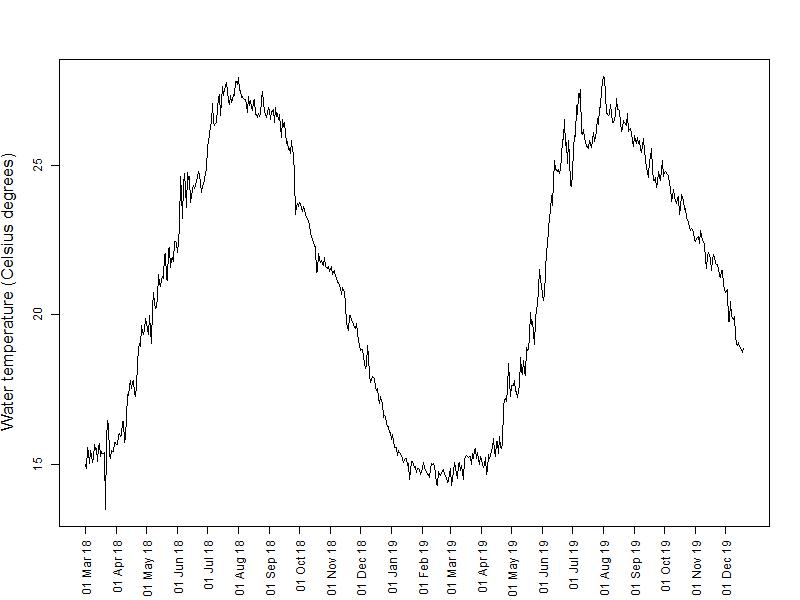 Water temperature (Celsius degrees)
25
20
15
01 Mar 18
01 Apr 18
01 May 18
01 Jun 18
01 Jul 18
01 Aug 18
01 Sep 18
01 Oct 18
01 Nov 18
01 Dec 18
01 Jan 19
01 Feb 19
01 Mar 19
01 Apr 19
01 May 19
01 Jun 19
01 Jul 19
01 Aug 19
01 Sep 19
01 Oct 19
01 Nov 19
01 Dec 19